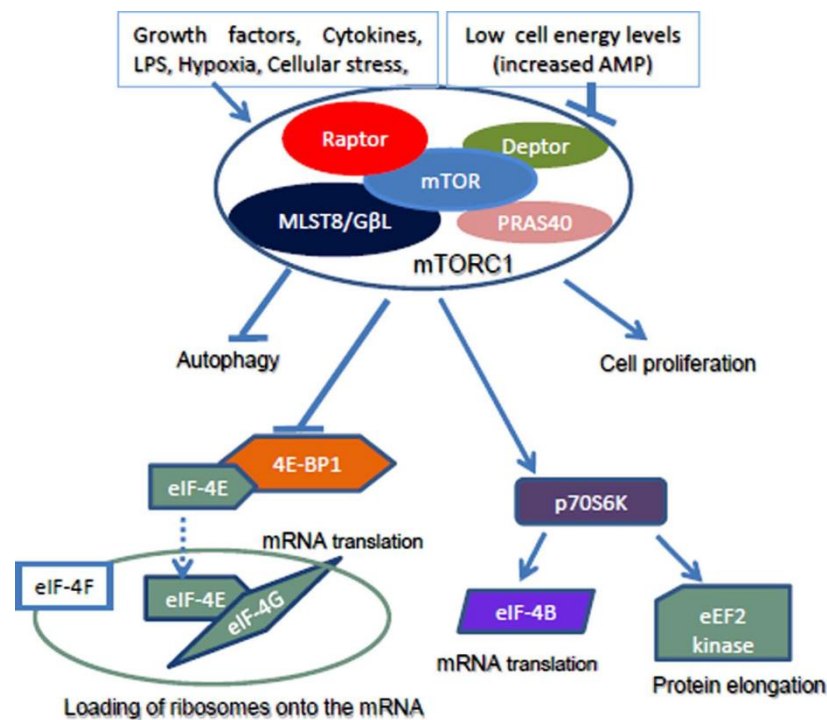 Growth factors, Cytokines,
LPS, Hypoxia, Cellular stress,
Low cell energy levels
(increased AMP)
Raptor
Deptor
mTOR
MLST8/GβL
PRAS40
mTORC1
Autophagy
Cell proliferation
4E-BP1
eIF-4E
p70S6K
mRNA translation
eIF-4F
eIF-4E
eIF-4G
eIF-4B
eEF2
kinase
mRNA translation
Protein elongation
Loading of ribosomes onto the mRNA